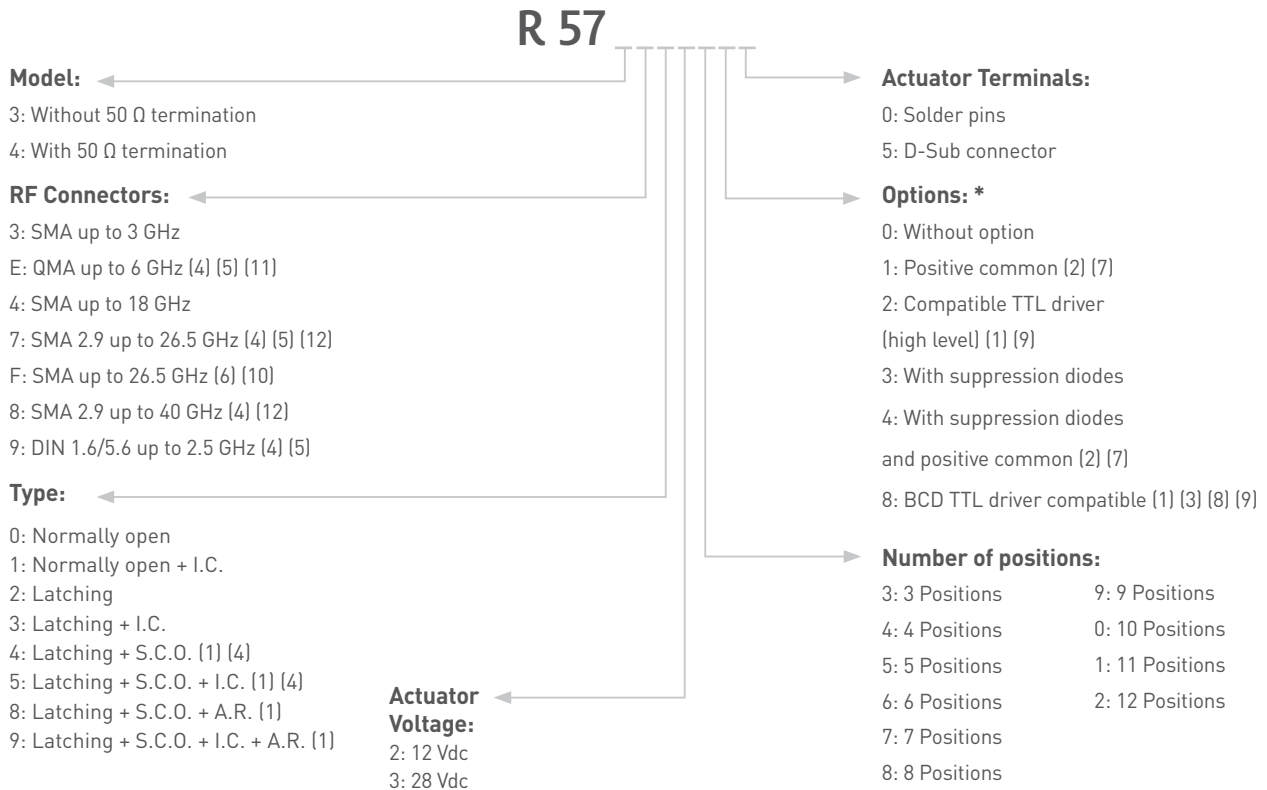 R 57
Model:
3: Without 50 Ω termination
4: With 50 Ω termination
RF Connectors:
3: SMA up to 3 GHz
E: QMA up to 6 GHz (4) (5) (11)
4: SMA up to 18 GHz
7: SMA 2.9 up to 26.5 GHz (4) (5) (12)
F: SMA up to 26.5 GHz (6) (10)
8: SMA 2.9 up to 40 GHz (4) (12)
9: DIN 1.6/5.6 up to 2.5 GHz (4) (5)
Type:
0: Normally open
1: Normally open + I.C.
2: Latching
3: Latching + I.C.
4: Latching + S.C.O. (1) (4)
5: Latching + S.C.O. + I.C. (1) (4)
8: Latching + S.C.O. + A.R. (1)
9: Latching + S.C.O. + I.C. + A.R. (1)
Actuator
Voltage:
2: 12 Vdc
3: 28 Vdc
Actuator Terminals:
0: Solder pins
5: D-Sub connector
Options: *
0: Without option
1: Positive common (2) (7)
2: Compatible TTL driver
(high level) (1) (9)
3: With suppression diodes
4: With suppression diodes
and positive common (2) (7)
8: BCD TTL driver compatible (1) (3) (8) (9)
Number of positions:
3: 3 Positions
4: 4 Positions
5: 5 Positions
6: 6 Positions
7: 7 Positions
8: 8 Positions
9: 9 Positions
0: 10 Positions
1: 11 Positions
2: 12 Positions